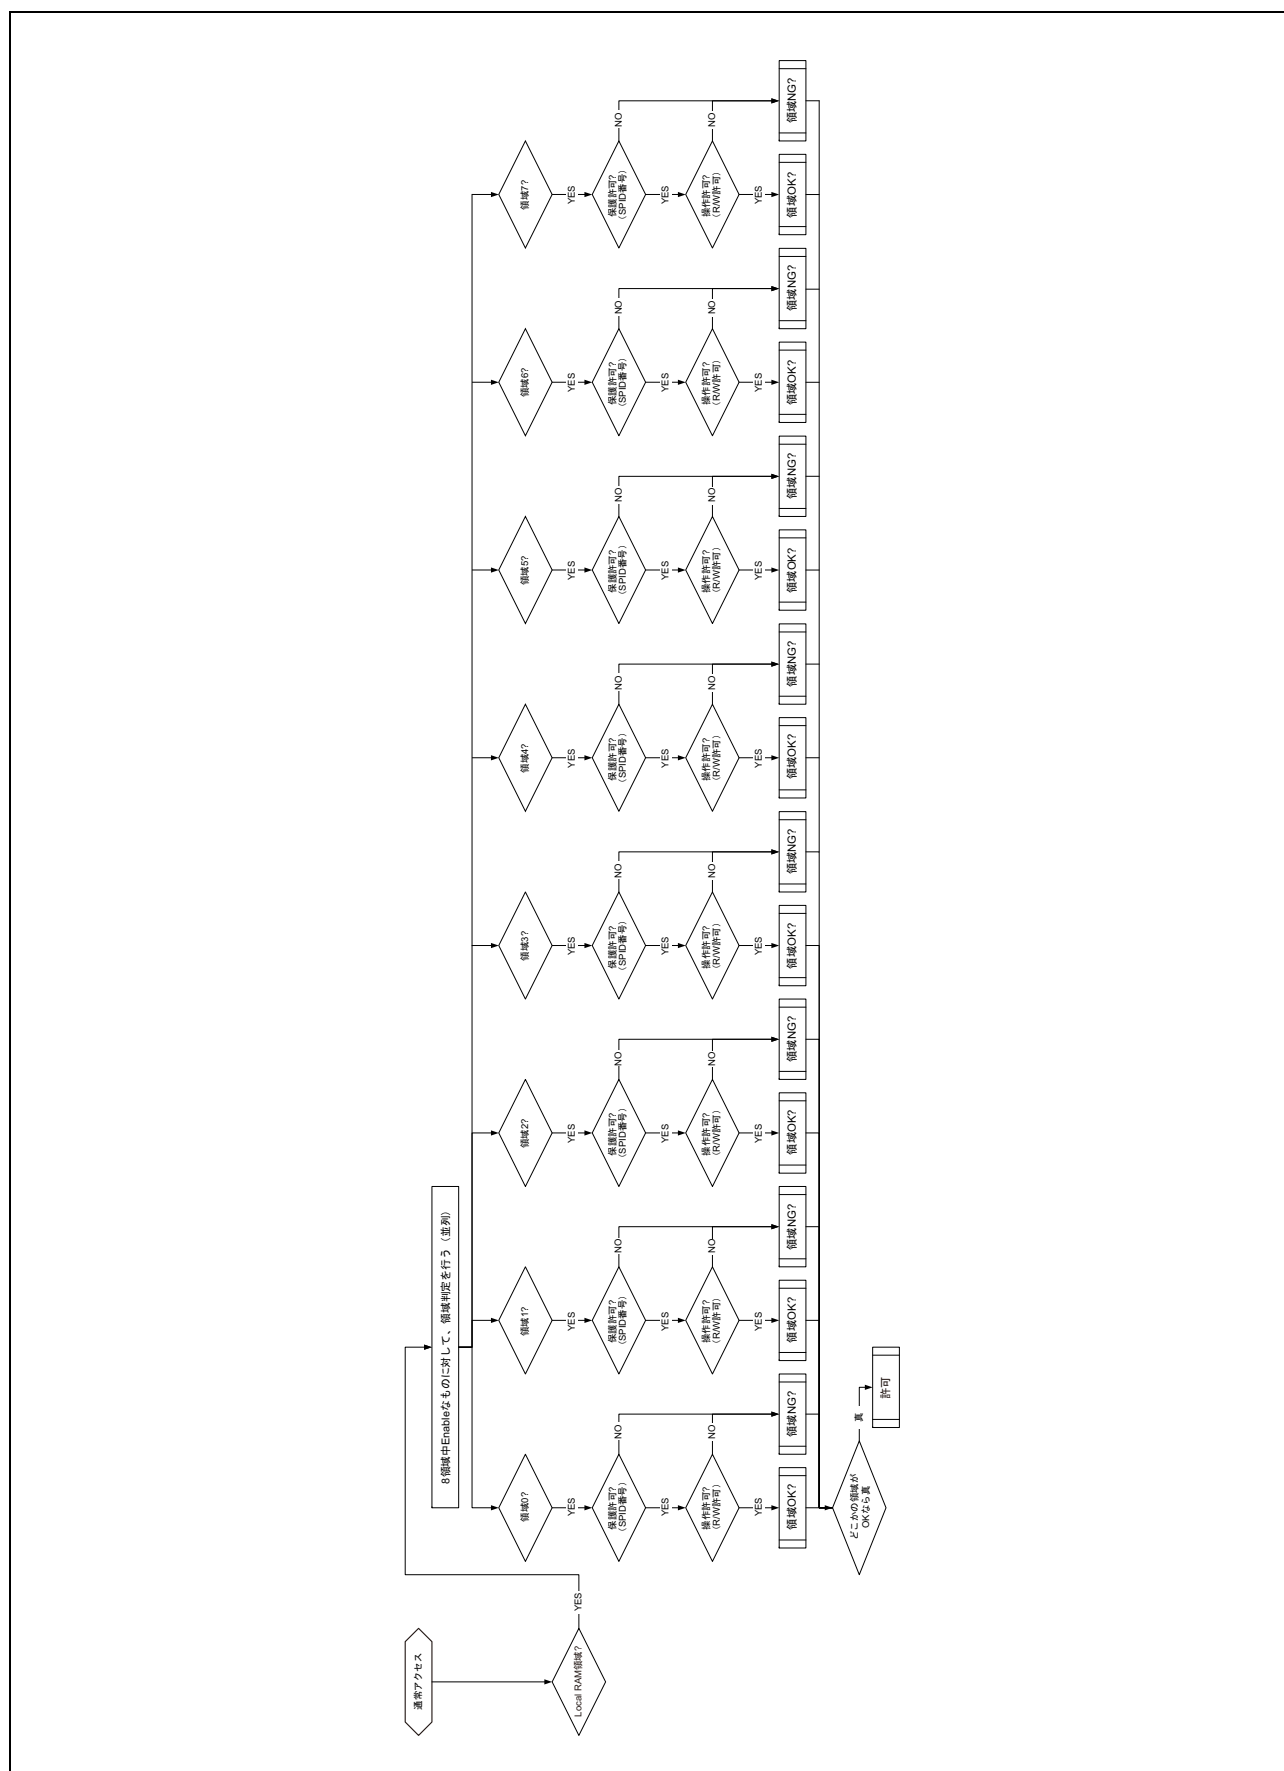 通常アクセス
Local RAM領域?
YES
8領域中Enableなものに対して、領域判定を行う（並列）
領域0?
YES
保護許可?
（SPID番号）
NO
YES
操作許可?
（R/W許可）
NO
YES
領域OK?
領域NG?
領域1?
YES
保護許可?
（SPID番号）
NO
YES
操作許可?
（R/W許可）
NO
YES
領域OK?
領域NG?
領域2?
YES
保護許可?
（SPID番号）
NO
YES
操作許可?
（R/W許可）
NO
YES
領域OK?
領域NG?
領域3?
YES
保護許可?
（SPID番号）
NO
YES
操作許可?
（R/W許可）
NO
YES
領域OK?
領域NG?
領域4?
YES
保護許可?
（SPID番号）
NO
YES
操作許可?
（R/W許可）
NO
YES
領域OK?
領域NG?
領域5?
YES
保護許可?
（SPID番号）
NO
YES
操作許可?
（R/W許可）
NO
YES
領域OK?
領域NG?
領域6?
YES
保護許可?
（SPID番号）
NO
YES
操作許可?
（R/W許可）
NO
YES
領域OK?
領域NG?
領域7?
YES
保護許可?
（SPID番号）
NO
YES
操作許可?
（R/W許可）
NO
YES
領域OK?
領域NG?
どこかの領域が
OKなら真
真
許可